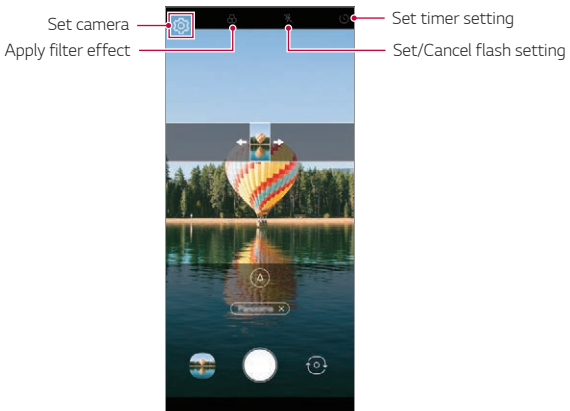 Set camera
Set timer setting
Apply filter effect
Set/Cancel flash setting
Panorama